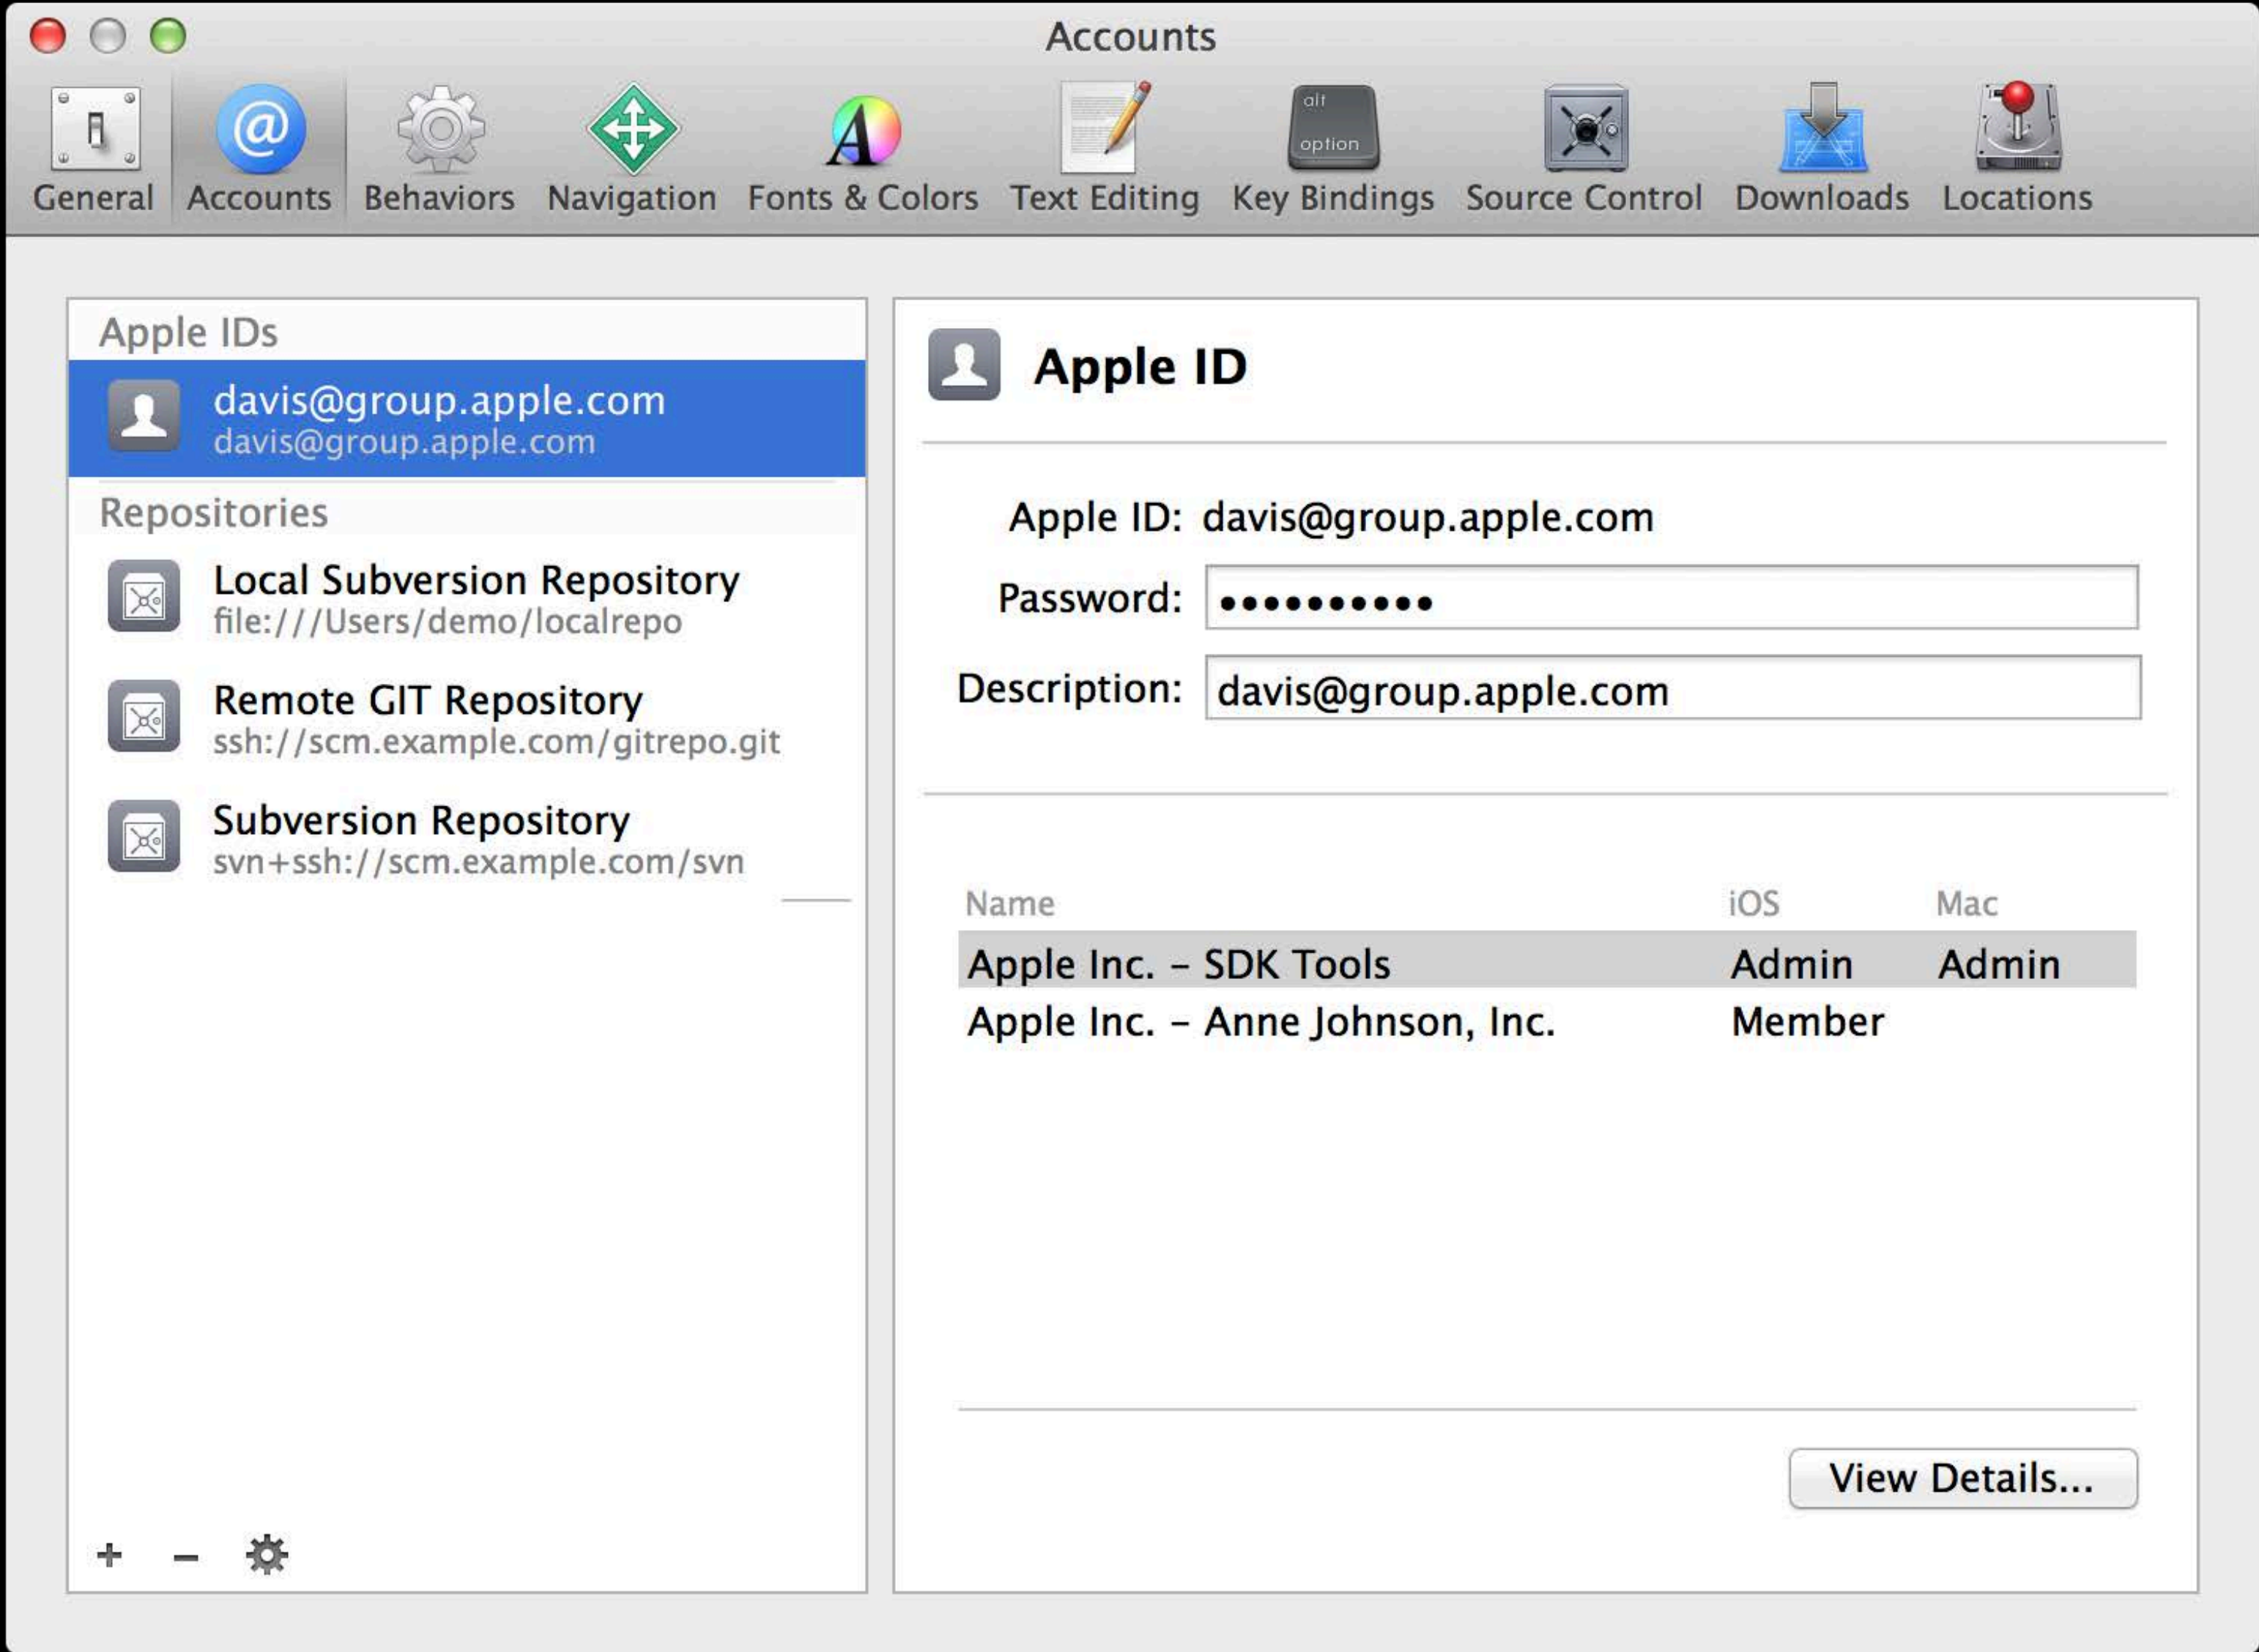 Accounts
alt
option
General Accounts Behaviors Navigation Fonts & Colors Text Editing Key Bindings Source Control Downloads Locations
Apple IDs
davis@group.apple.com
davis@group.apple.com
Repositories
Local Subversion Repository
file:///Users/demo/localrepo
Remote GIT Repository
ssh://scm.example.com/gitrepo.git
Subversion Repository
svn+ssh://scm.example.com/svn
Apple ID
Apple ID: davis@group.apple.com
Password: ••••••••••
Description: davis@group.apple.com
Name iOS Mac
Apple Inc. – SDK Tools Admin Admin
Apple Inc. – Anne Johnson, Inc. Member
View Details...